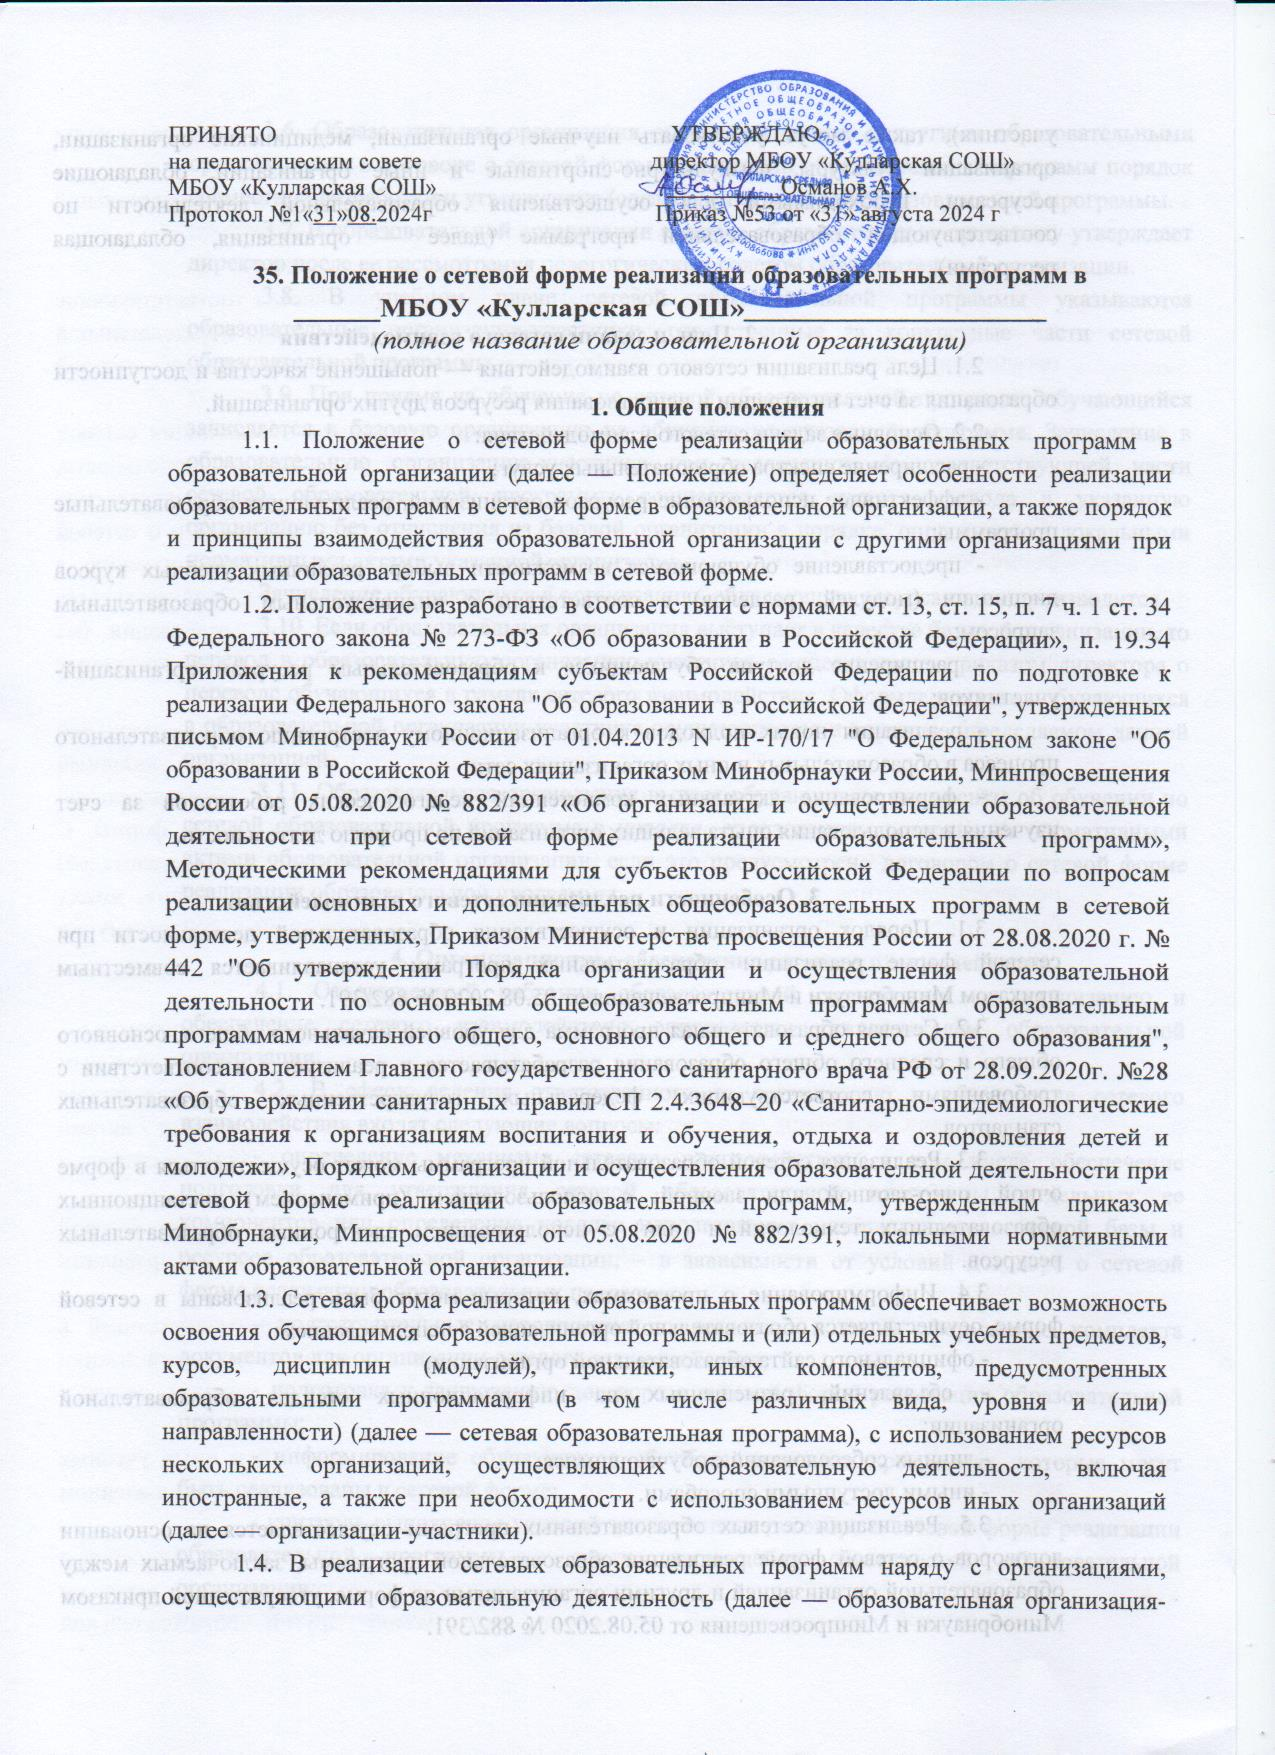 ПРИНЯТО
на педагогическим совете
МБОУ «Кулларская СОШ»
Протокол №1«31»08.2024г
УТВЕРЖДАЮ
директор МБОУ «Кулларская СОШ»
Османов А.Х.
Приказ №53 от «31» августа 2024 г
35. Положение о сетевой форме реализации образовательных программ в
МБОУ «Кулларская СОШ»
(полное название образовательной организации)
1. Общие положения
1.1. Положение о сетевой форме реализации образовательных программ в
образовательной организации (далее — Положение) определяет особенности реализации
образовательных программ в сетевой форме в образовательной организации, а также порядок
и принципы взаимодействия образовательной организации с другими организациями при
реализации образовательных программ в сетевой форме.
1.2. Положение разработано в соответствии с нормами ст. 13, ст. 15, п. 7 ч. 1 ст. 34
Федерального закона № 273-ФЗ «Об образовании в Российской Федерации», п. 19.34
Приложения к рекомендациям субъектам Российской Федерации по подготовке к
реализации Федерального закона "Об образовании в Российской Федерации", утвержденных
письмом Минобрнауки России от 01.04.2013 N ИР-170/17 "О Федеральном законе "Об
образовании в Российской Федерации", Приказом Минобрнауки России, Минпросвещения
России от 05.08.2020 № 882/391 «Об организации и осуществлении образовательной
деятельности при сетевой форме реализации образовательных программ»,
Методическими рекомендациями для субъектов Российской Федерации по вопросам
реализации основных и дополнительных общеобразовательных программ в сетевой
форме, утвержденных, Приказом Министерства просвещения России от 28.08.2020 г. №
442 "Об утверждении Порядка организации и осуществления образовательной
деятельности по основным общеобразовательным программам образовательным
программам начального общего, основного общего и среднего общего образования",
Постановлением Главного государственного санитарного врача РФ от 28.09.2020г. №28
«Об утверждении санитарных правил СП 2.4.3648–20 «Санитарно-эпидемиологические
требования к организациям воспитания и обучения, отдыха и оздоровления детей и
молодежи», Порядком организации и осуществления образовательной деятельности при
сетевой форме реализации образовательных программ, утвержденным приказом
Минобрнауки, Минпросвещения от 05.08.2020 № 882/391, локальными нормативными
актами образовательной организации.
1.3. Сетевая форма реализации образовательных программ обеспечивает возможность
освоения обучающимся образовательной программы и (или) отдельных учебных предметов,
курсов, дисциплин (модулей), практики, иных компонентов, предусмотренных
образовательными программами (в том числе различных вида, уровня и (или)
направленности) (далее — сетевая образовательная программа), с использованием ресурсов
нескольких организаций, осуществляющих образовательную деятельность, включая
иностранные, а также при необходимости с использованием ресурсов иных организаций
(далее — организации-участники).
1.4. В реализации сетевых образовательных программ наряду с организациями,
осуществляющими образовательную деятельность (далее — образовательная организация-